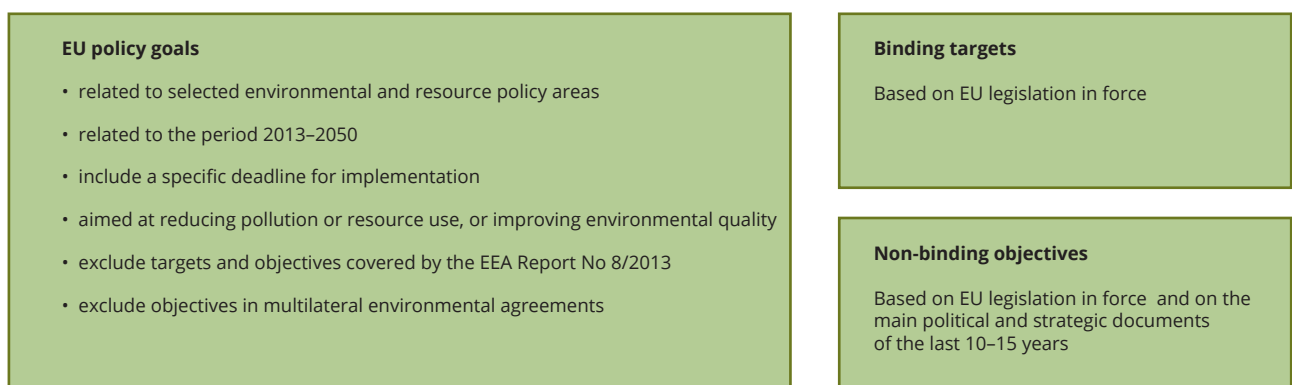 EU policy goals
• related to selected environmental and resource policy areas
• related to the period 2013–2050
• include a specific deadline for implementation
• aimed at reducing pollution or resource use, or improving environmental quality
• exclude targets and objectives covered by the EEA Report No 8/2013
• exclude objectives in multilateral environmental agreements
Binding targets
Based on EU legislation in force
Non-binding objectives
Based on EU legislation in force and on the
main political and strategic documents
of the last 10–15 years